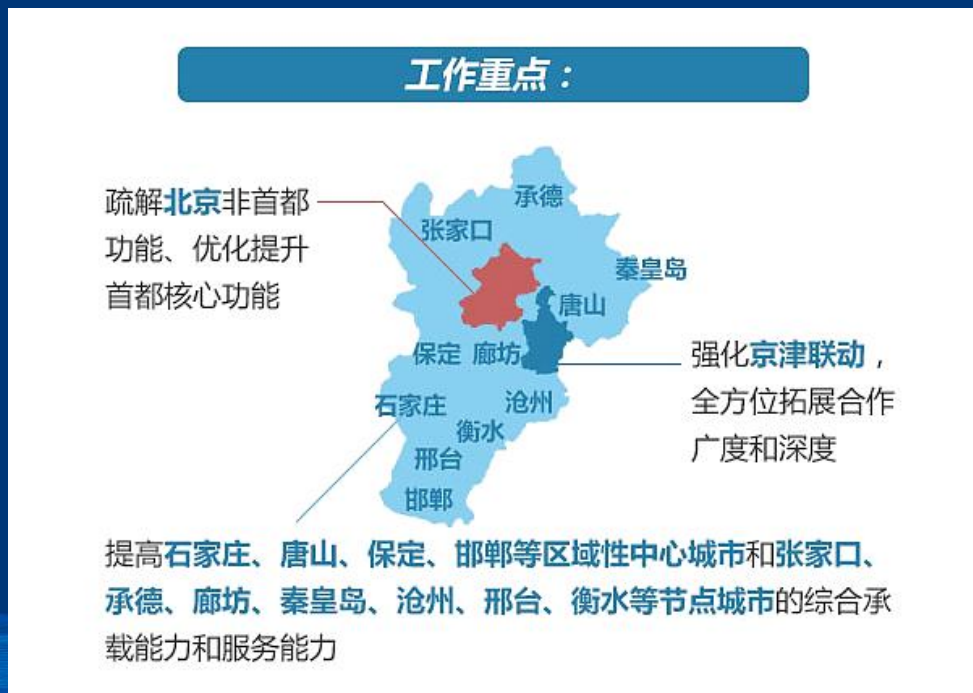 工作重点：
疏解北京非首都
功能、优化提升
首都核心功能
承德
张家口
秦皇岛
唐山
保定
廊坊
石家庄
沧州
衡水
邢台
邯郸
强化京津联动，
全方位拓展合作
广度和深度
提高石家庄、唐山、保定、邯郸等区域性中心城市和张家口、
承德、廊坊、秦皇岛、沧州、邢台、衡水等节点城市的综合承
载能力和服务能力